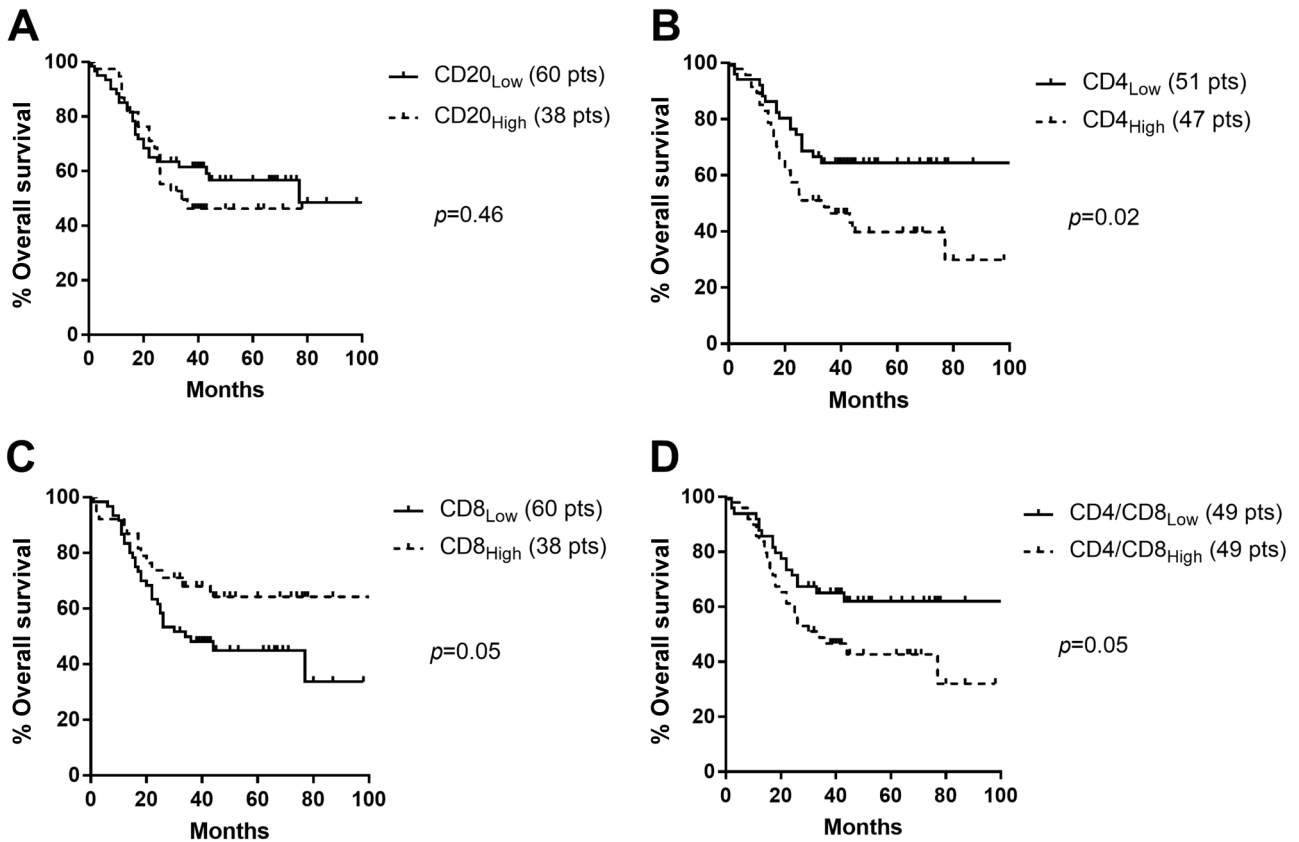 A
% Overall survival
100
80
60
40
20
0
0 20 40 60 80 100
Months
CD20Low (60 pts)
CD20High (38 pts)
p=0.46
B
% Overall survival
100
80
60
40
20
0
0 20 40 60 80 100
Months
CD4Low (51 pts)
CD4High (47 pts)
p=0.02
C
% Overall survival
100
80
60
40
20
0
0 20 40 60 80 100
Months
CD8Low (60 pts)
CD8High (38 pts)
p=0.05
D
% Overall survival
100
80
60
40
20
0
0 20 40 60 80 100
Months
CD4/CD8Low (49 pts)
CD4/CD8High (49 pts)
p=0.05